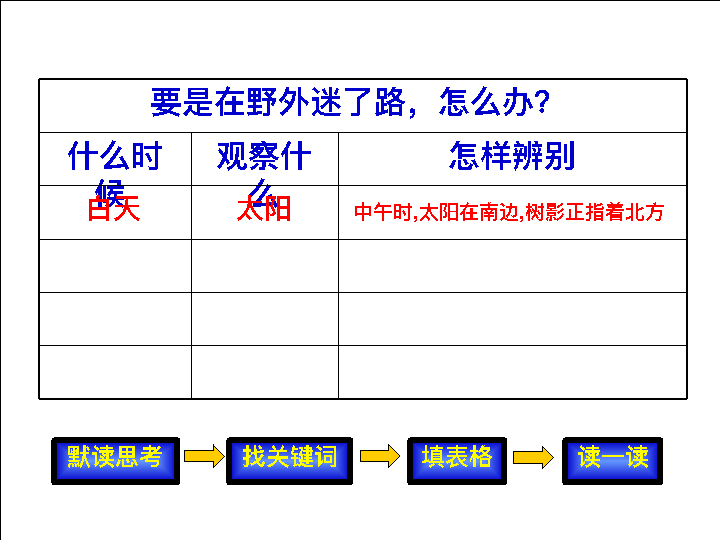 要是在野外迷了路，怎么办?
什么时候 观察什么 怎样辨别
白天 太阳 中午时,太阳在南边,树影正指着北方
默读思考 找关键词 填表格 读一读